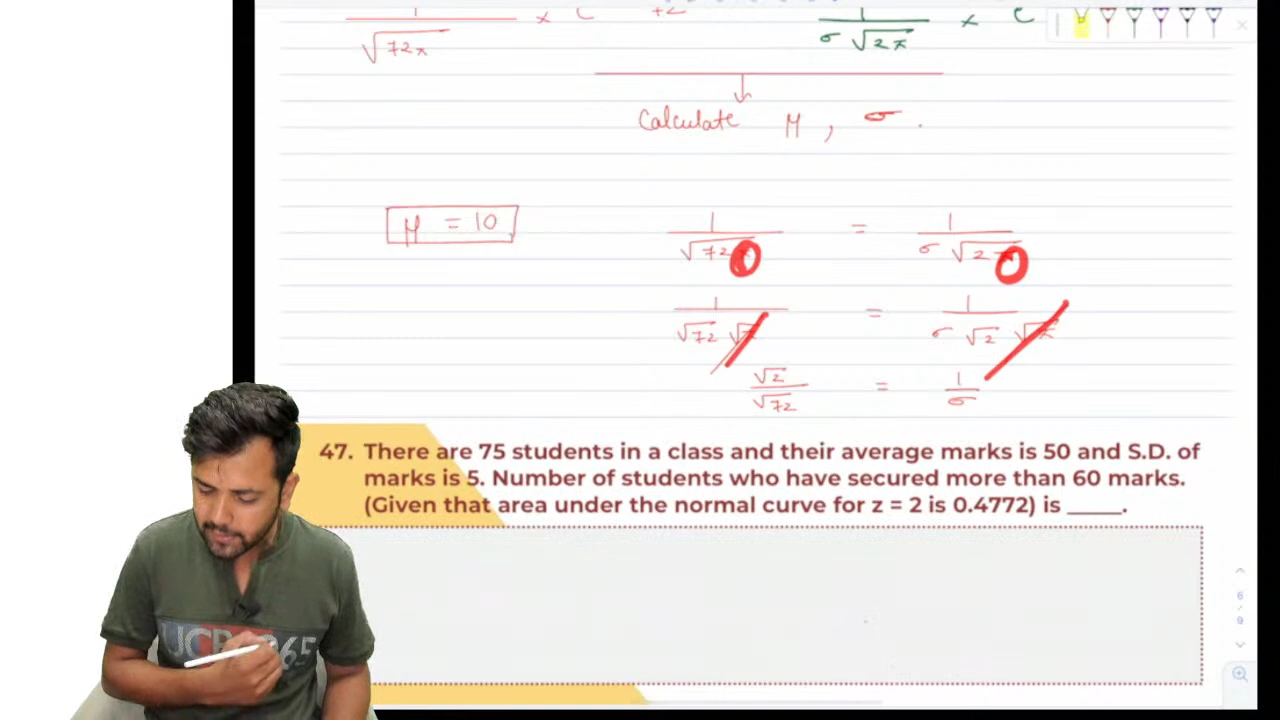 1 × e 72 1 × e
√72π σ √2π
Calculate μ , σ .
μ = 10 1/√72π = 1/σ √2π
1/√72 √π = 1/σ √2 √π
√2/√72 = 1/σ
47. There are 75 students in a class and their average marks is 50 and S.D. of
marks is 5. Number of students who have secured more than 60 marks.
(Given that area under the normal curve for z = 2 is 0.4772) is _____.
6
9